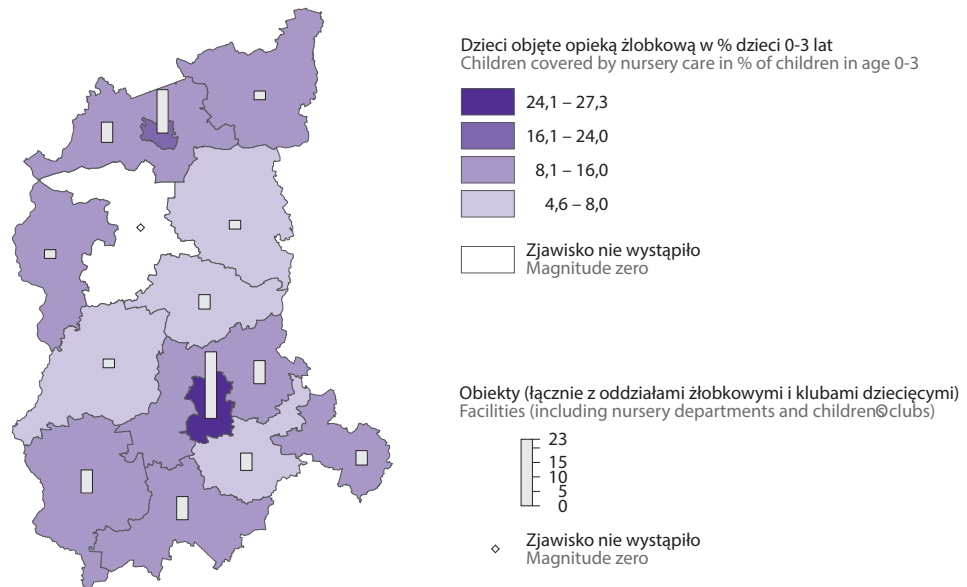 Dzieci objęte opieką żlobkową w % dzieci 0-3 lat
Children covered by nursery care in % of children in age 0-3
24,1 – 27,3
16,1 – 24,0
8,1 – 16,0
4,6 – 8,0
Zjawisko nie wystąpiło
Magnitude zero
Obiekty (łącznie z oddziałami żłobkowymi i klubami dziecięcymi)
Facilities (including nursery departments and children©clubs)
23
15
10
5
0
Zjawisko nie wystąpiło
Magnitude zero